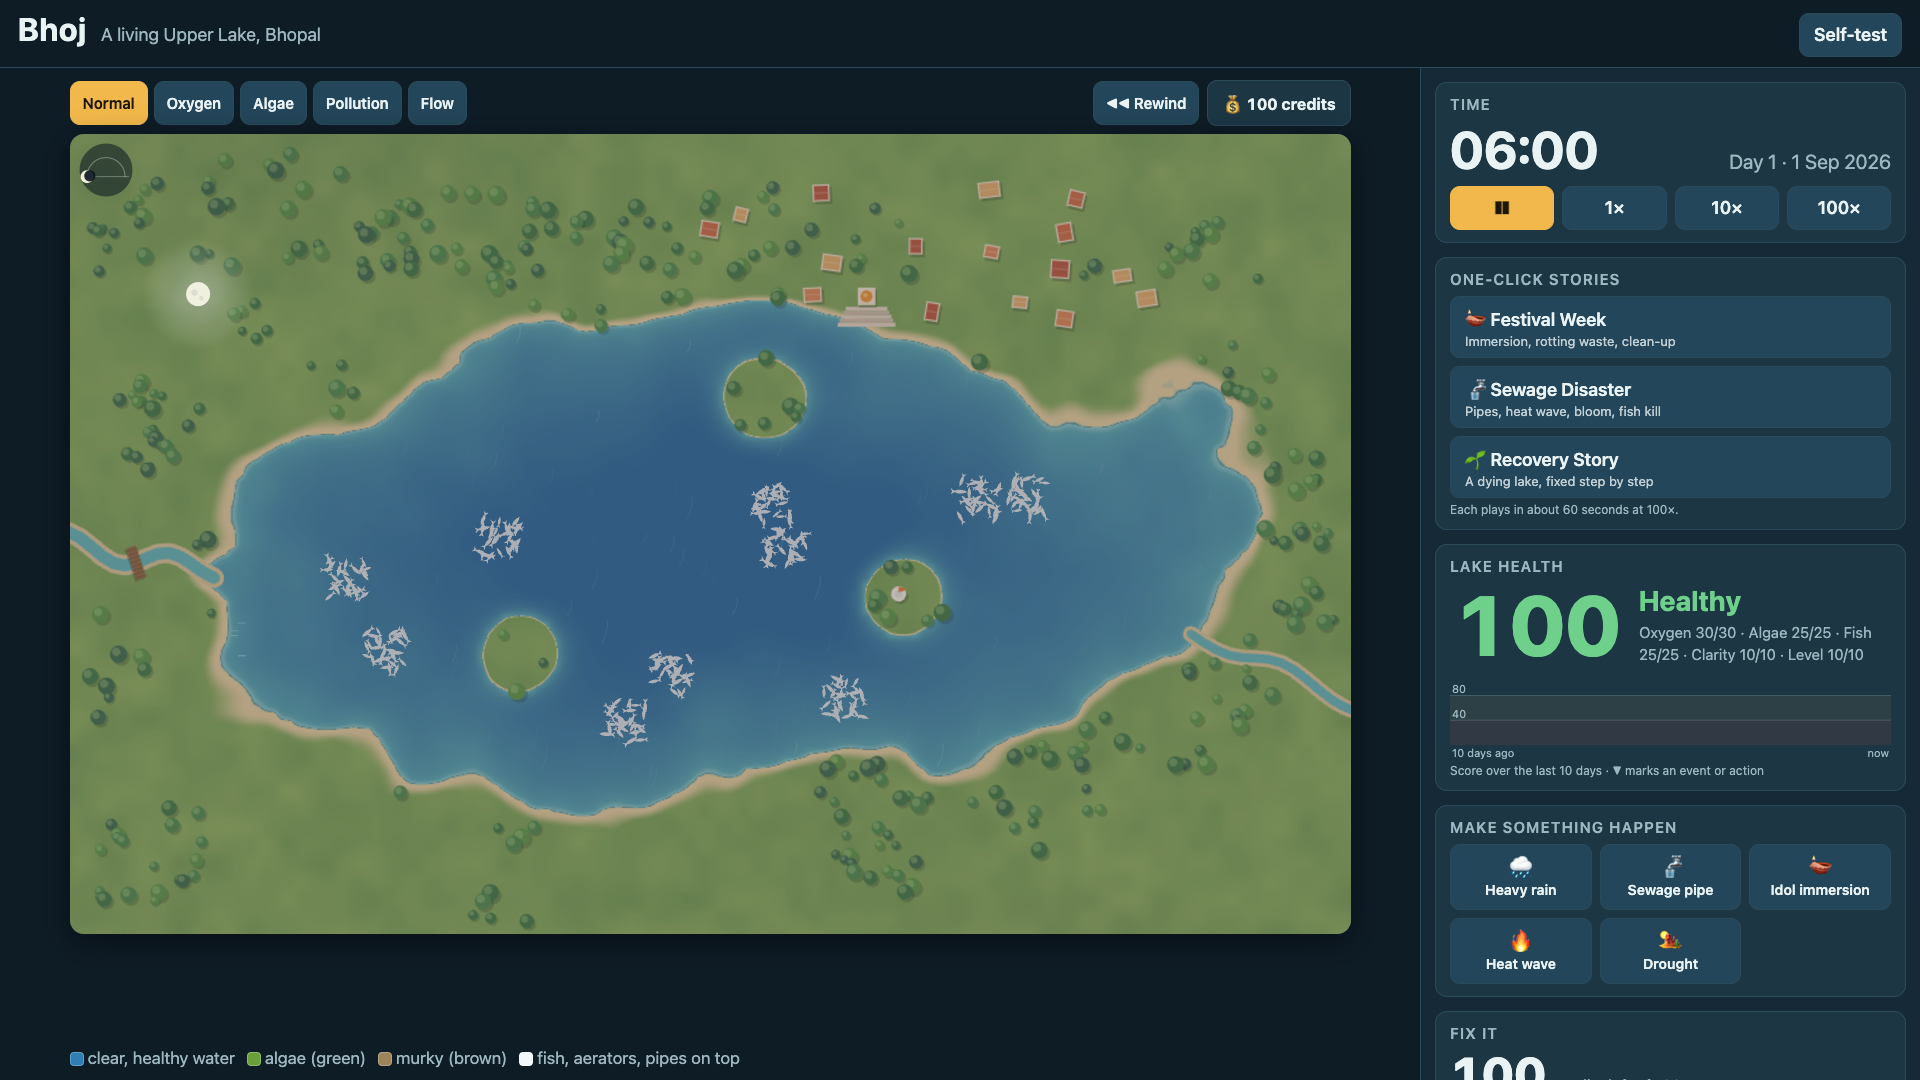 Bhoj A living Upper Lake, Bhopal
Self-test
Normal Oxygen Algae Pollution Flow
◀◀ Rewind 💰 100 credits
TIME
06:00 Day 1 · 1 Sep 2026
1× 10× 100×
ONE-CLICK STORIES
Festival Week
Immersion, rotting waste, clean-up
Sewage Disaster
Pipes, heat wave, bloom, fish kill
Recovery Story
A dying lake, fixed step by step
Each plays in about 60 seconds at 100×.
LAKE HEALTH
100 Healthy
Oxygen 30/30 · Algae 25/25 · Fish
25/25 · Clarity 10/10 · Level 10/10
80
40
10 days ago now
Score over the last 10 days · ▼ marks an event or action
MAKE SOMETHING HAPPEN
Heavy rain Sewage pipe Idol immersion
Heat wave Drought
FIX IT
100
clear, healthy water algae (green) murky (brown) fish, aerators, pipes on top